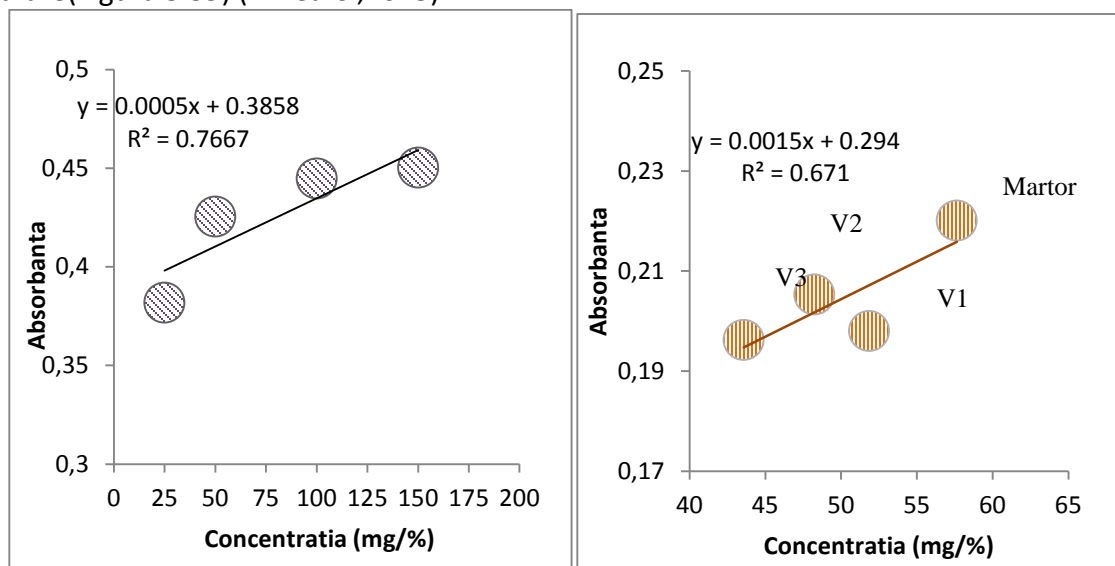 0,5
y = 0.0005x + 0.3858
R² = 0.7667
0,45
0,4
0,35
0,3
Absorbanta
0 25 50 75 100 125 150 175 200
Concentratia (mg/%)
0,25
y = 0.0015x + 0.294
R² = 0.671
0,23
Martor
V2
0,21
V3
V1
0,19
0,17
Absorbanta
40 45 50 55 60 65
Concentratia (mg/%)